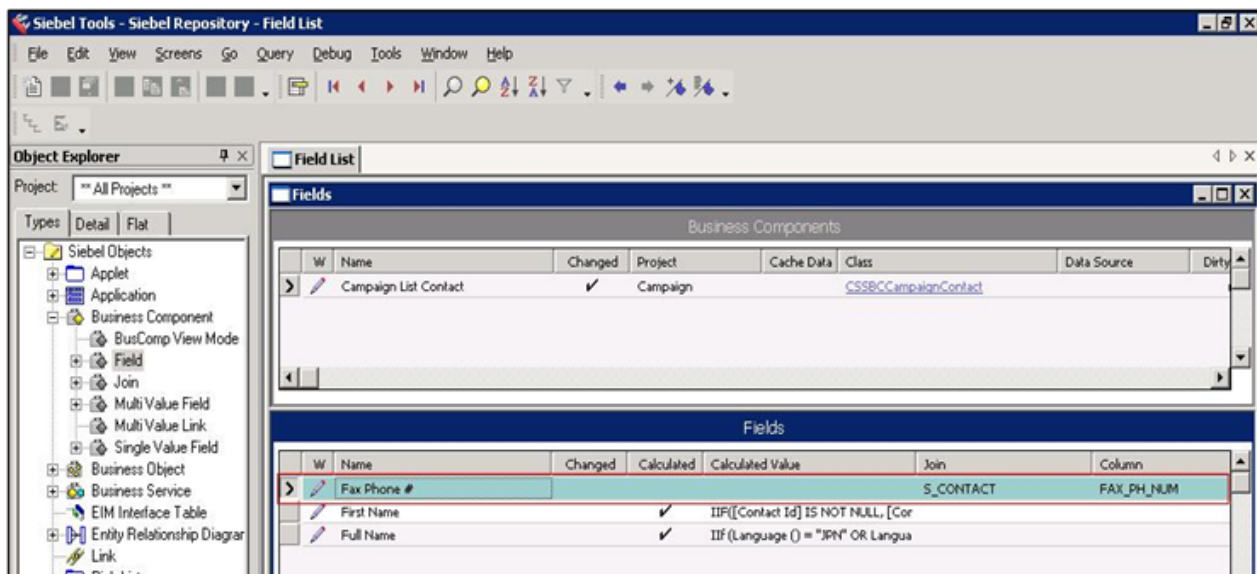 Siebel Tools - Siebel Repository - Field List
File Edit View Screens Go Query Debug Tools Window Help
Object Explorer
Field List
Project: ** All Projects **
Fields
Types Detail Flat
Business Components
Siebel Objects
W Name Changed Project Cache Data Class Data Source Dirty
Applet
Campaign List Contact Campaign CSSBCCampaignContact
Application
Business Component
BusComp View Mode
Field
Join
Multi Value Field
Multi Value Link
Fields
Single Value Field
W Name Changed Calculated Calculated Value Join Column
Business Object
Fax Phone # S_CONTACT FAX_PH_NUM
Business Service
First Name IIF([Contact Id] IS NOT NULL, [Cor
EIM Interface Table
Full Name IIf (Language () = "JPN" OR Langua
Entity Relationship Diagrar
Link